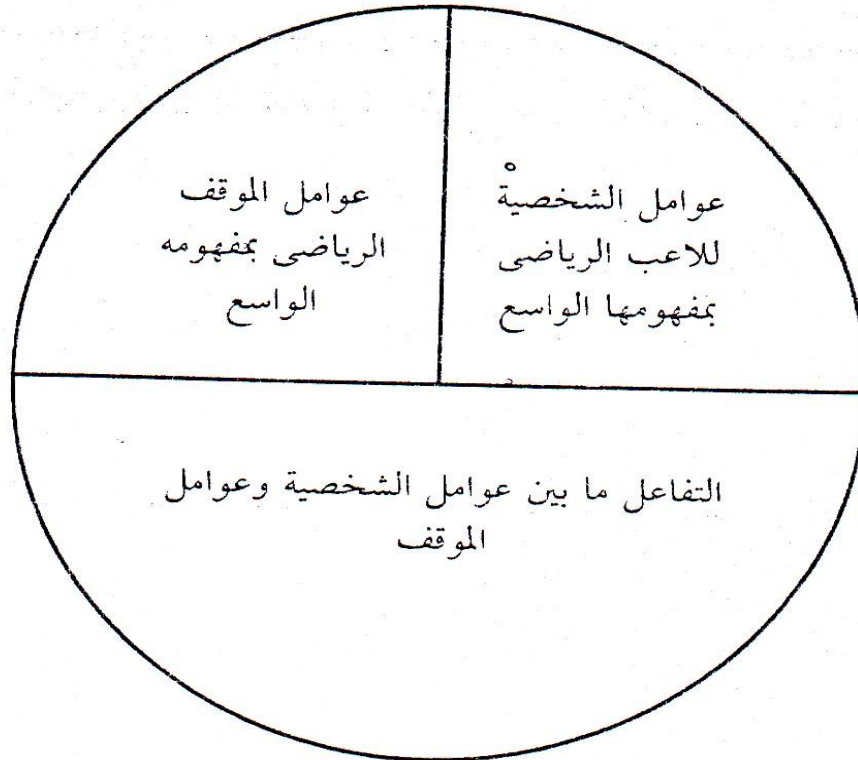 عوامل الشخصية
للاعب الرياضى
بمفهومها الواسع
عوامل الموقف
الرياضى بمفهومه
الواسع
التفاعل ما بين عوامل الشخصية وعوامل
الموقف